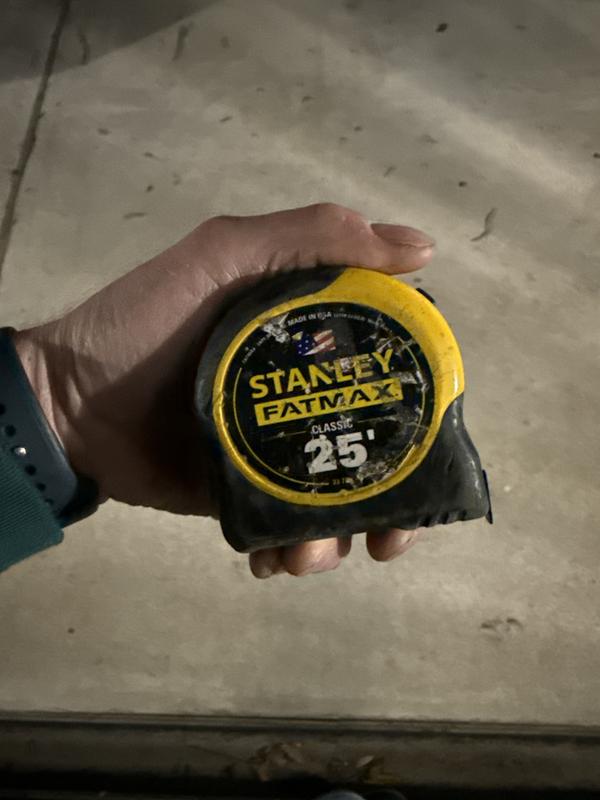 MADE IN USA
STANLEY
FATMAX
CLASSIC
25'